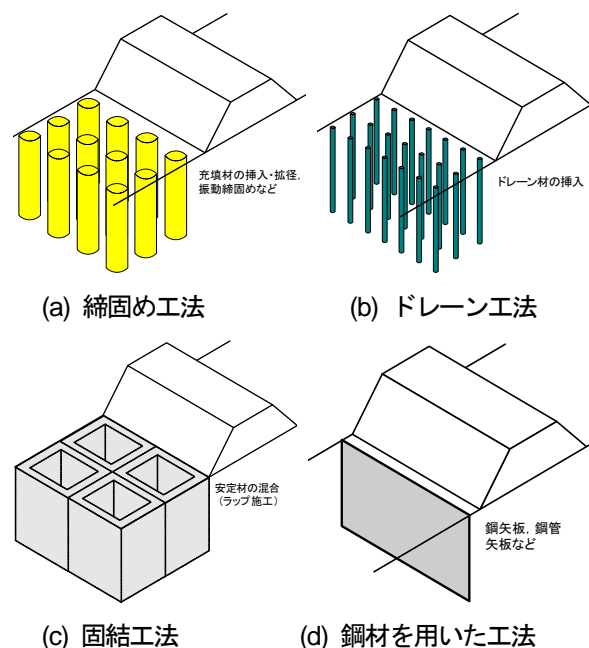 充填材の挿入・拡径,
振動締固めなど
ドレーン材の挿入
(a) 締固め工法
(b) ドレーン工法
安定材の混合
(ラップ施工)
鋼矢板, 鋼管
矢板など
(c) 固結工法
(d) 鋼材を用いた工法